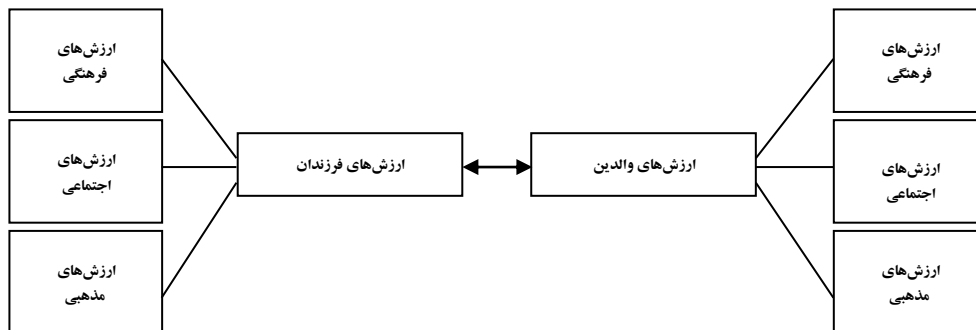 ارزش‌های
فرهنگی
ارزش‌های
اجتماعی
ارزش‌های
مذهبی
ارزش‌های والدین
ارزش‌های فرزندان
ارزش‌های
فرهنگی
ارزش‌های
اجتماعی
ارزش‌های
مذهبی